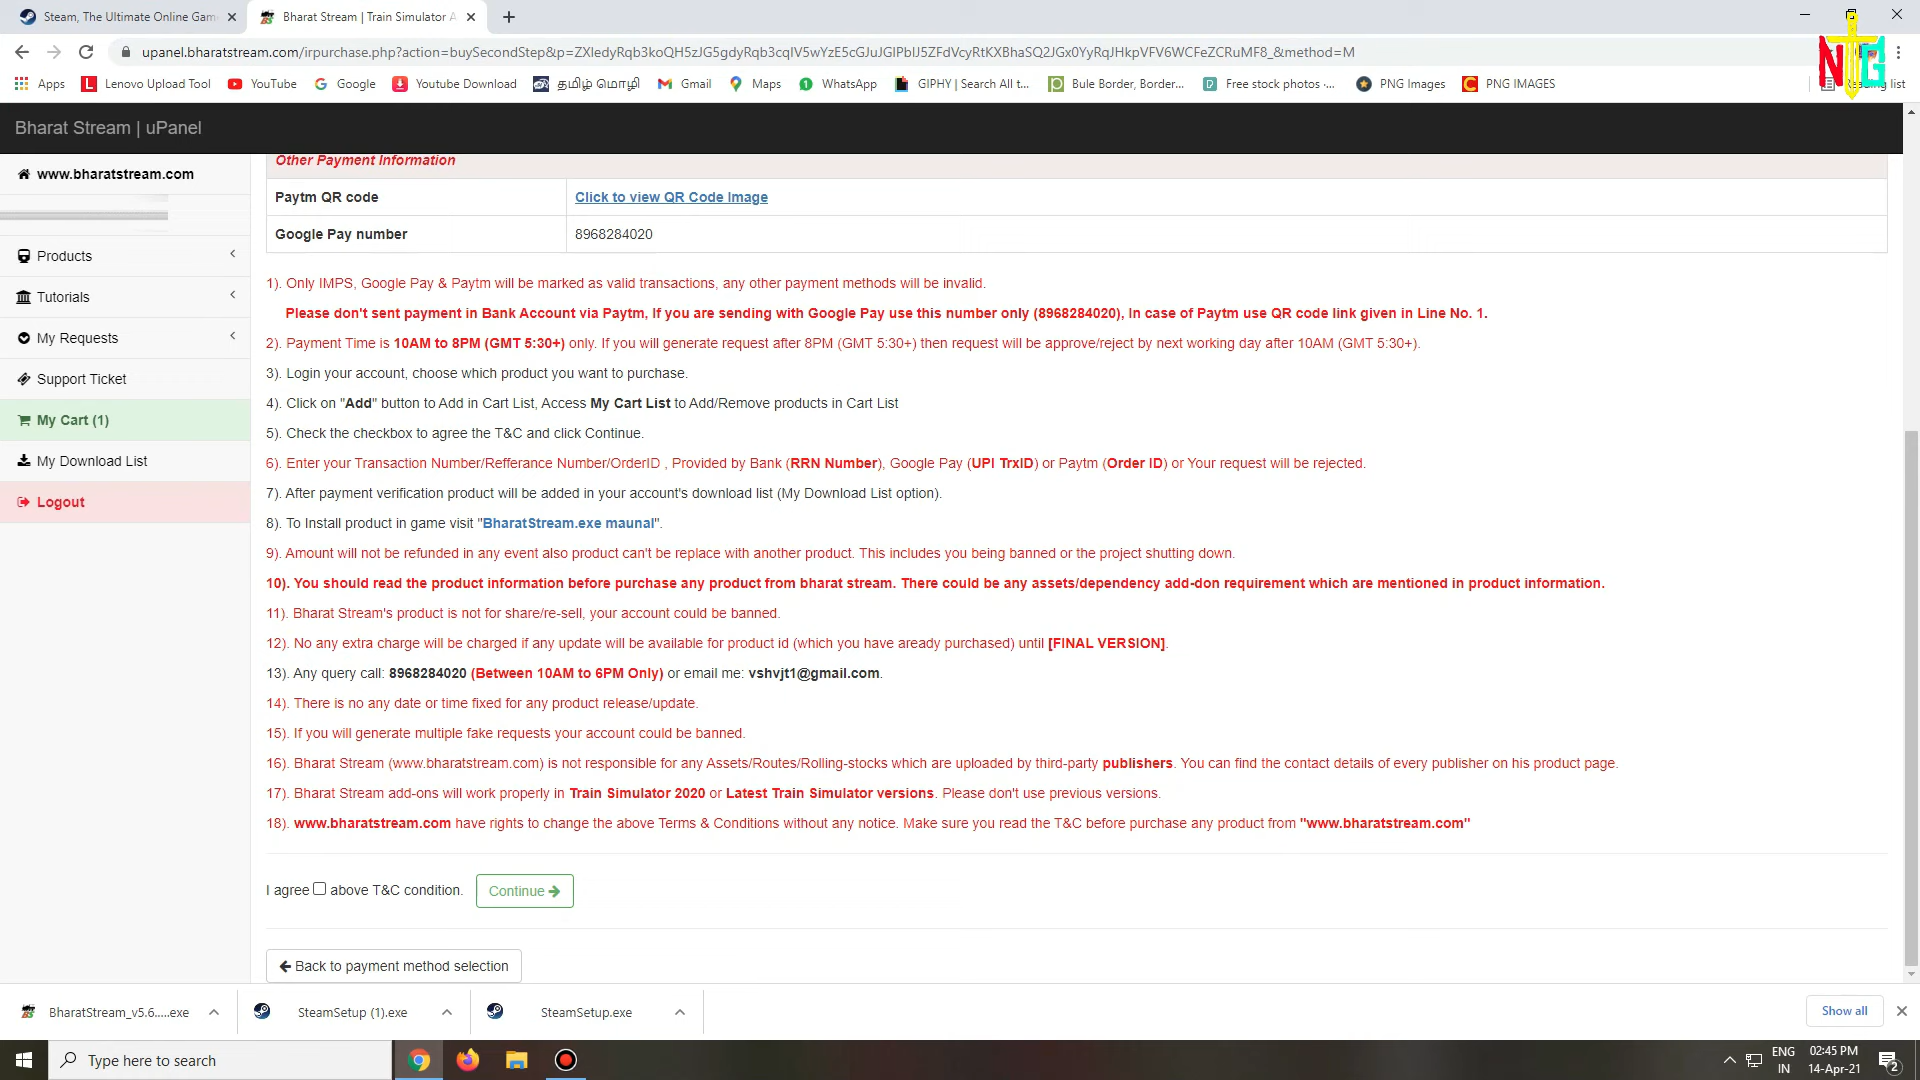 Steam, The Ultimate Online Gam
Bharat Stream | Train Simulator A
upanel.bharatstream.com/irpurchase.php?action=buySecondStep&p=ZXIedyRqb3koQH5zJG5gdyRqb3cqIV5wYzE5cGJuJGlPblJ5ZFdVcyRtKXBhaSQ2JGx0YyRqJHkpVFV6WCFeZCRuMF8_&method=M
Apps
Lenovo Upload Tool
YouTube
Google
Youtube Download
தமிழ் மொழி
Gmail
Maps
WhatsApp
GIPHY | Search All t...
Bule Border, Border...
Free stock photos ·...
PNG Images
PNG IMAGES
NTG
Bharat Stream | uPanel
www.bharatstream.com
Products
Tutorials
My Requests
Support Ticket
My Cart (1)
My Download List
Logout
Other Payment Information
Paytm QR code
Click to view QR Code Image
Google Pay number
8968284020
1). Only IMPS, Google Pay & Paytm will be marked as valid transactions, any other payment methods will be invalid.
Please don't sent payment in Bank Account via Paytm, If you are sending with Google Pay use this number only (8968284020), In case of Paytm use QR code link given in Line No. 1.
2). Payment Time is 10AM to 8PM (GMT 5:30+) only. If you will generate request after 8PM (GMT 5:30+) then request will be approve/reject by next working day after 10AM (GMT 5:30+).
3). Login your account, choose which product you want to purchase.
4). Click on "Add" button to Add in Cart List, Access My Cart List to Add/Remove products in Cart List
5). Check the checkbox to agree the T&C and click Continue.
6). Enter your Transaction Number/Refferance Number/OrderID , Provided by Bank (RRN Number), Google Pay (UPI TrxID) or Paytm (Order ID) or Your request will be rejected.
7). After payment verification product will be added in your account's download list (My Download List option).
8). To Install product in game visit "BharatStream.exe maunal".
9). Amount will not be refunded in any event also product can't be replace with another product. This includes you being banned or the project shutting down.
10). You should read the product information before purchase any product from bharat stream. There could be any assets/dependency add-don requirement which are mentioned in product information.
11). Bharat Stream's product is not for share/re-sell, your account could be banned.
12). No any extra charge will be charged if any update will be available for product id (which you have aready purchased) until [FINAL VERSION].
13). Any query call: 8968284020 (Between 10AM to 6PM Only) or email me: vshvjt1@gmail.com.
14). There is no any date or time fixed for any product release/update.
15). If you will generate multiple fake requests your account could be banned.
16). Bharat Stream (www.bharatstream.com) is not responsible for any Assets/Routes/Rolling-stocks which are uploaded by third-party publishers. You can find the contact details of every publisher on his product page.
17). Bharat Stream add-ons will work properly in Train Simulator 2020 or Latest Train Simulator versions. Please don't use previous versions.
18). www.bharatstream.com have rights to change the above Terms & Conditions without any notice. Make sure you read the T&C before purchase any product from "www.bharatstream.com"
I agree above T&C condition.
Continue
Back to payment method selection
BharatStream_v5.6.....exe
SteamSetup (1).exe
SteamSetup.exe
Show all
Type here to search
ENG
IN
02:45 PM
14-Apr-21
2